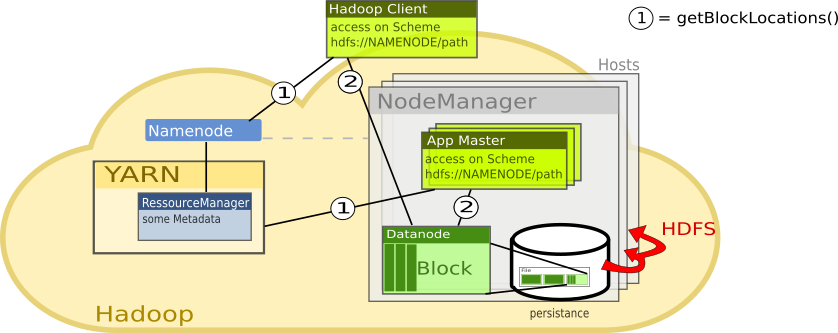 Hadoop Client
access on Scheme
hdfs://NAMENODE/path
1 = getBlockLocations()
Hosts
1
2
NodeManager
Namenode
App Master
access on Scheme
hdfs://NAMENODE/path
YARN
RessourceManager
some Metadata
1
2
Datanode
Block
File
HDFS
persistance
Hadoop